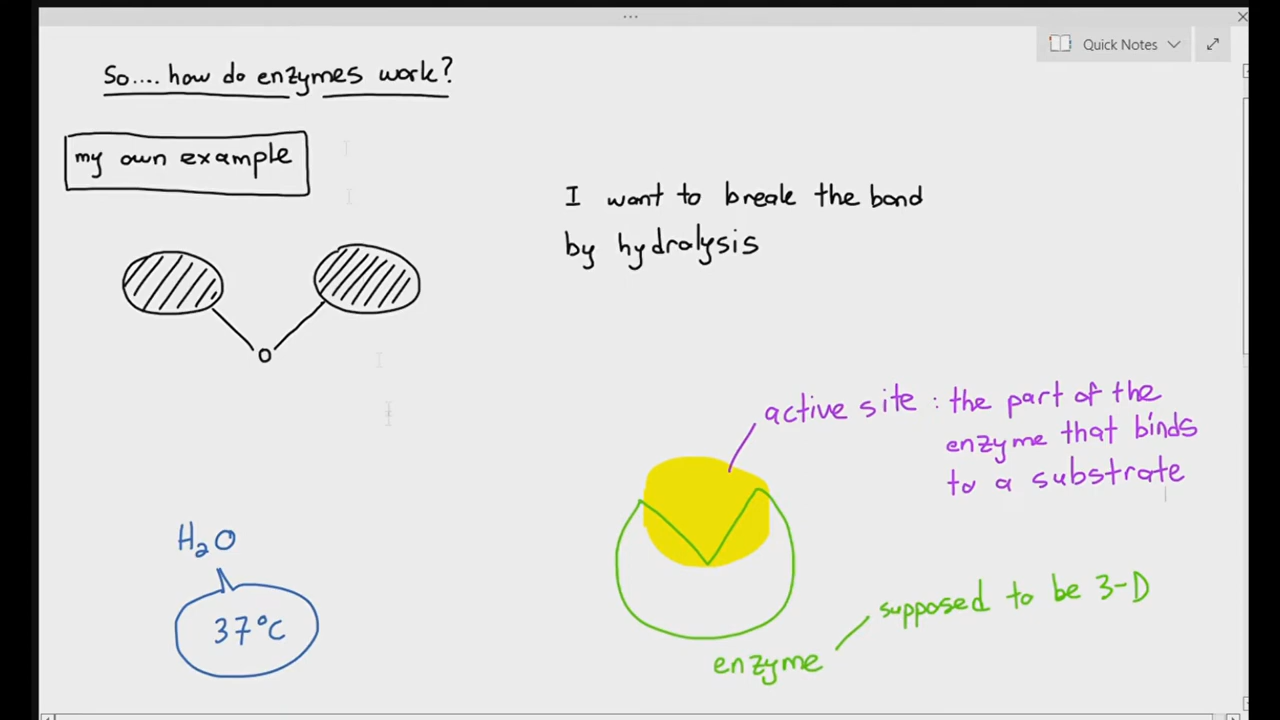 Quick Notes
So.... how do enzymes work?
my own example
I want to break the bond
by hydrolysis
O
active site : the part of the
enzyme that binds
to a substrate
H₂O
37°C
supposed to be 3-D
enzyme